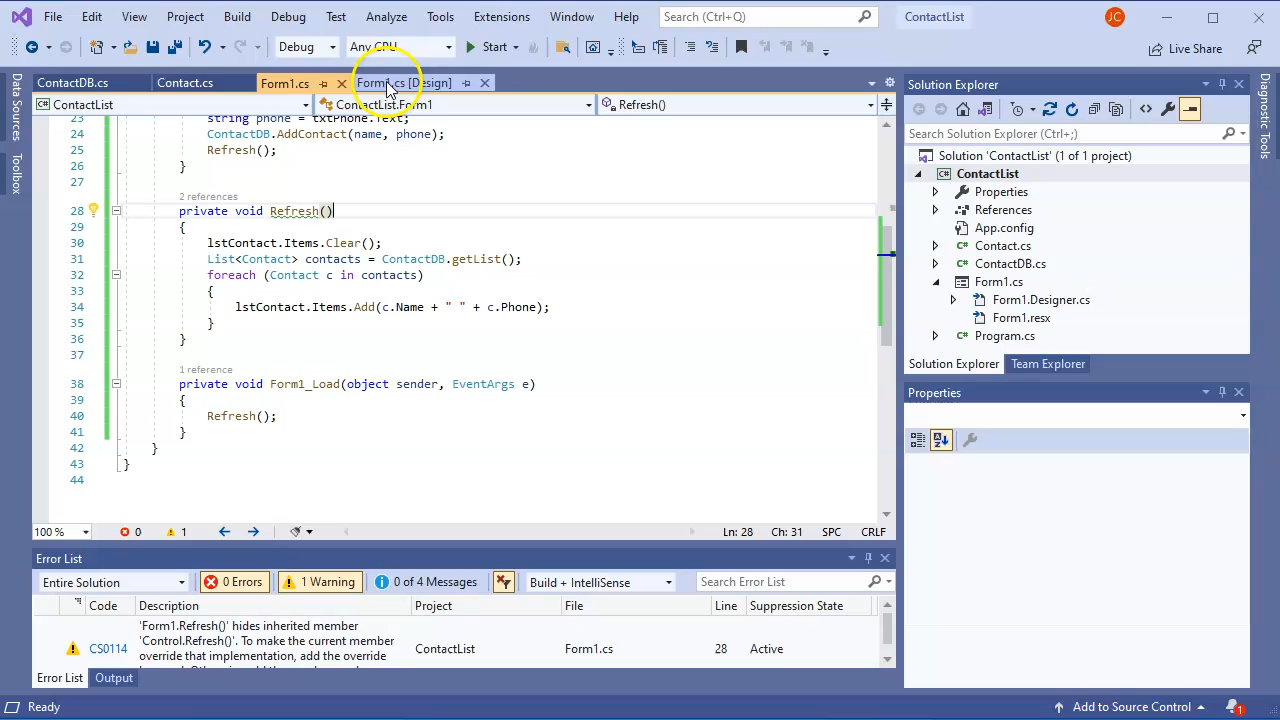 File Edit View Project Build Debug Test Analyze Tools Extensions Window Help Search (Ctrl+Q) ContactList JC
Debug Any CPU Start Live Share
ContactDB.cs Contact.cs Form1.cs Form1.cs [Design]
ContactList ContactList.Form1 Refresh()
23 string phone = txtPhone.Text;
24 ContactDB.AddContact(name, phone);
25 Refresh();
26 }
27
2 references
28 private void Refresh()
29 {
30 lstContact.Items.Clear();
31 List<Contact> contacts = ContactDB.getList();
32 foreach (Contact c in contacts)
33 {
34 lstContact.Items.Add(c.Name + " " + c.Phone);
35 }
36 }
37
1 reference
38 private void Form1_Load(object sender, EventArgs e)
39 {
40 Refresh();
41 }
42 }
43 }
44
100 % 0 1 Ln: 28 Ch: 31 SPC CRLF
Data Sources
Toolbox
Error List
Entire Solution 0 Errors 1 Warning 0 of 4 Messages Build + IntelliSense Search Error List
Code Description Project File Line Suppression State
'Form1.Refresh()' hides inherited member
'Control.Refresh()'. To make the current member
CS0114 override that implementation, add the override ContactList Form1.cs 28 Active
Error List Output
Solution Explorer
Search Solution Explorer (Ctrl+;)
Solution 'ContactList' (1 of 1 project)
ContactList
Properties
References
App.config
Contact.cs
ContactDB.cs
Form1.cs
Form1.Designer.cs
Form1.resx
Program.cs
Solution Explorer Team Explorer
Properties
Diagnostic Tools
Ready Add to Source Control 1